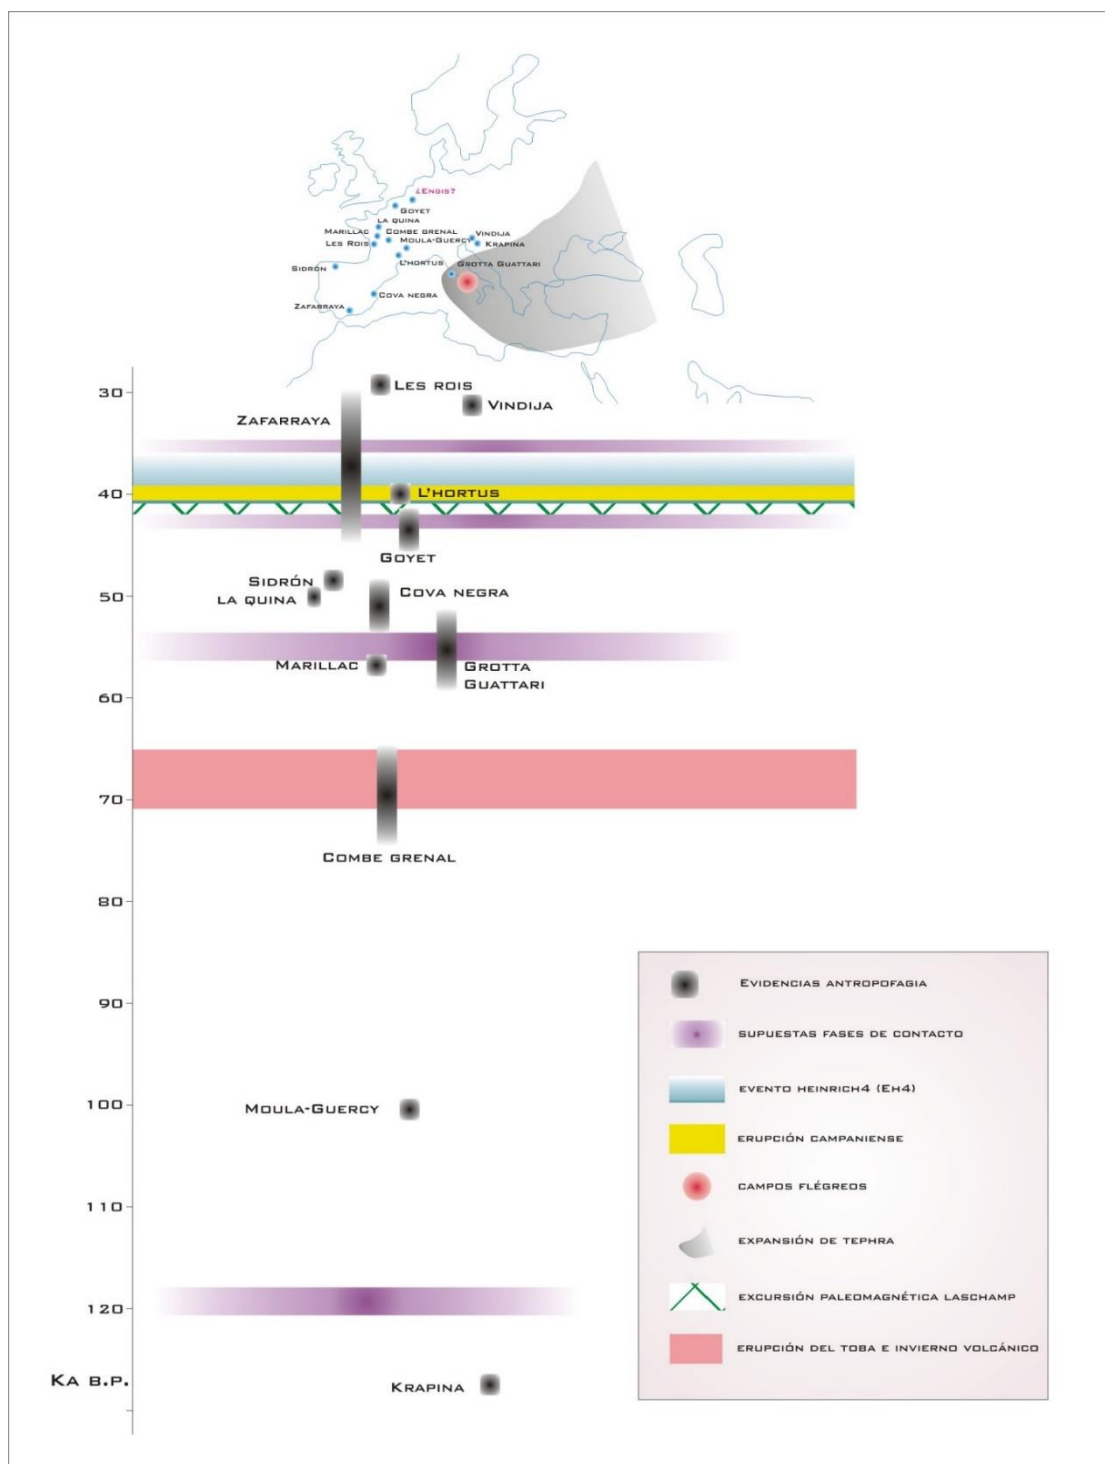 ¿Engis?
Goyet
La Quina
Marillac
Combe Grenal
Les Rois
Moula-Guercy
Vindija
Krapina
L'Hortus
Grotta Guattari
Sidrón
Cova Negra
Zafarraya
30
Les Rois
Vindija
Zafarraya
40
L'Hortus
Goyet
Sidrón
La Quina
50
Cova Negra
Marillac
Grotta
Guattari
60
70
Combe Grenal
80
90
100
Moula-Guercy
110
120
Ka B.P.
Krapina
Evidencias antropofagia
Supuestas fases de contacto
Evento Heinrich4 (Eh4)
Erupción Campaniense
Campos Flégreos
Expansión de tephra
Excursión paleomagnética Laschamp
Erupción del Toba e invierno volcánico